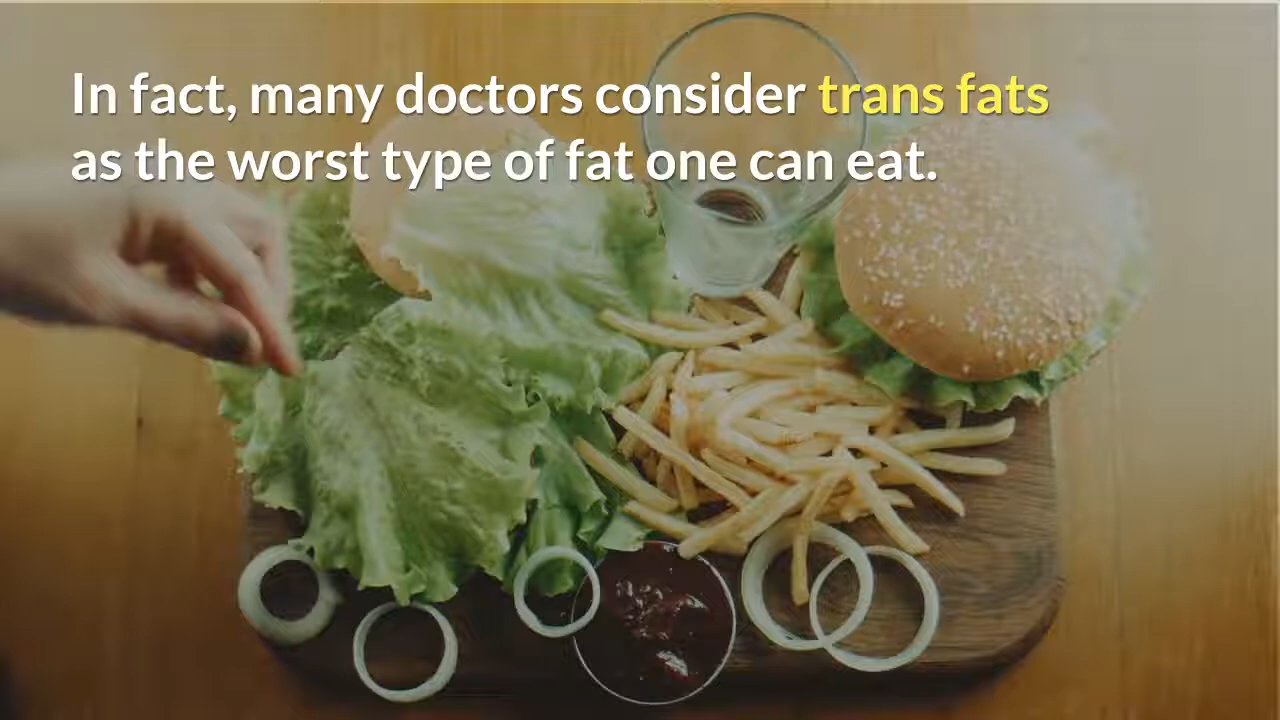 In fact, many doctors consider trans fats
as the worst type of fat one can eat.